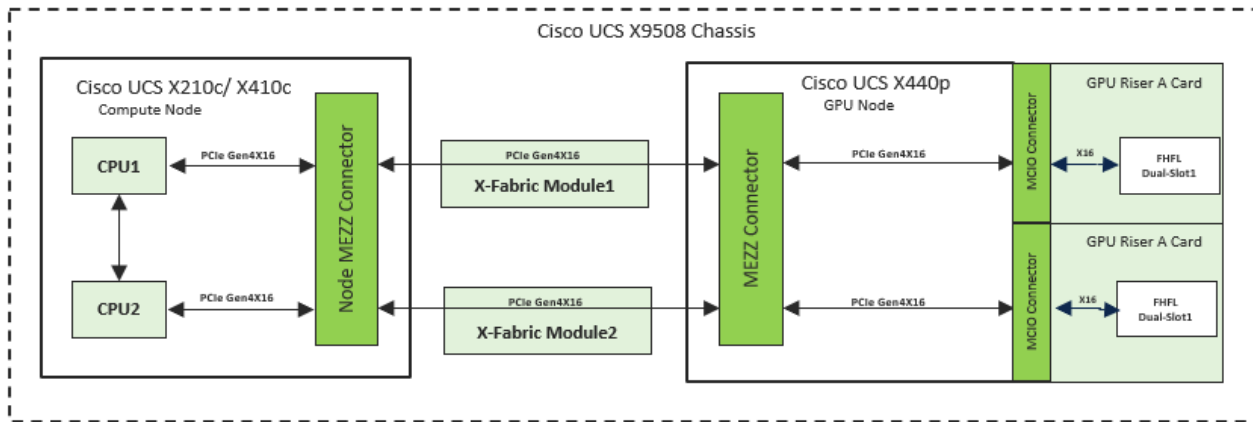 Cisco UCS X9508 Chassis
Cisco UCS X210c/ X410c
Compute Node
CPU1
PCIe Gen4X16
CPU2
PCIe Gen4X16
Node MEZZ Connector
PCIe Gen4X16
X-Fabric Module1
PCIe Gen4X16
X-Fabric Module2
Cisco UCS X440p
GPU Node
MEZZ Connector
PCIe Gen4X16
PCIe Gen4X16
MCIO Connector
GPU Riser A Card
X16
FHFL
Dual-Slot1
MCIO Connector
GPU Riser A Card
X16
FHFL
Dual-Slot1